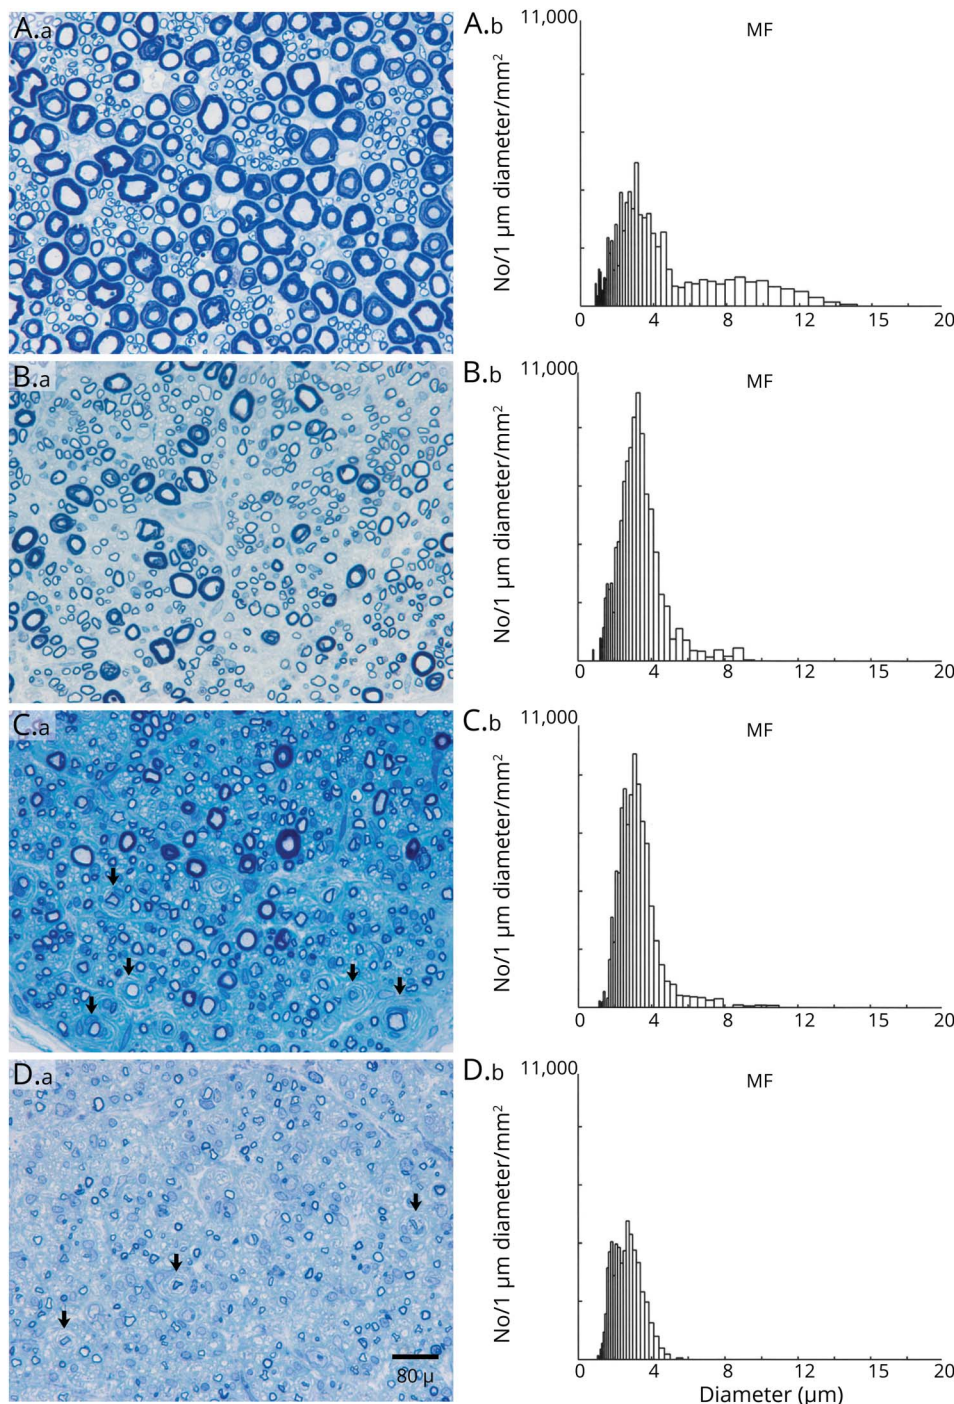 A.a
A.b
11,000
MF
No/1 µm diameter/mm²
0 4 8 12 15 20
B.a
B.b
11,000
MF
No/1 µm diameter/mm²
0 4 8 12 15 20
C.a
C.b
11,000
MF
No/1 µm diameter/mm²
0 4 8 12 15 20
D.a
80 µ
D.b
11,000
MF
No/1 µm diameter/mm²
0 4 8 12 15 20
Diameter (µm)